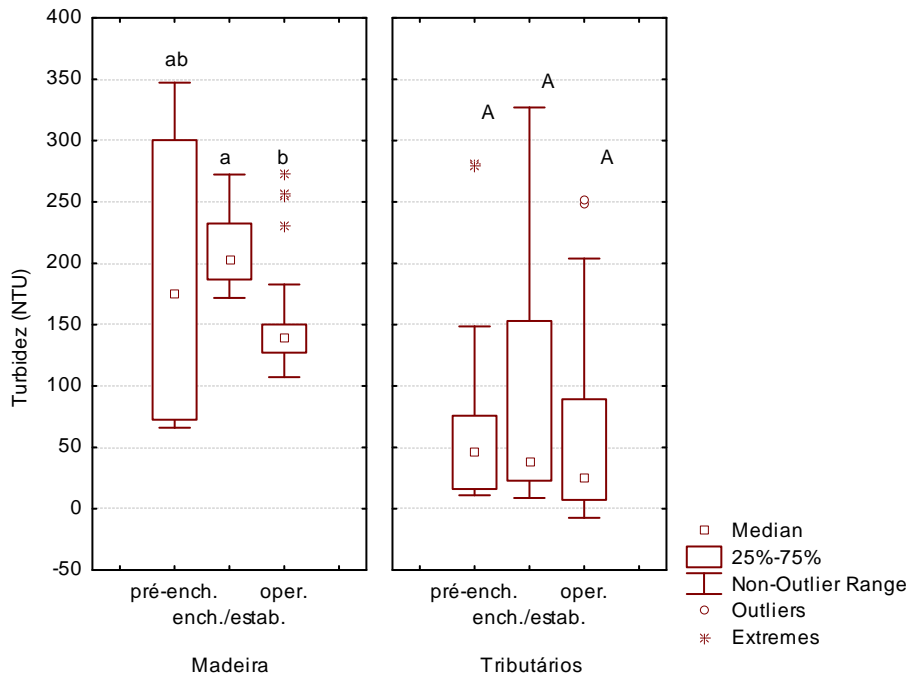 Turbidez (NTU)
400
350
300
250
200
150
100
50
0
-50
ab
a
b
A
A
A
pré-ench.
ench./estab.
oper.
Madeira
pré-ench.
ench./estab.
oper.
Tributários
Median
25%-75%
Non-Outlier Range
Outliers
Extremes